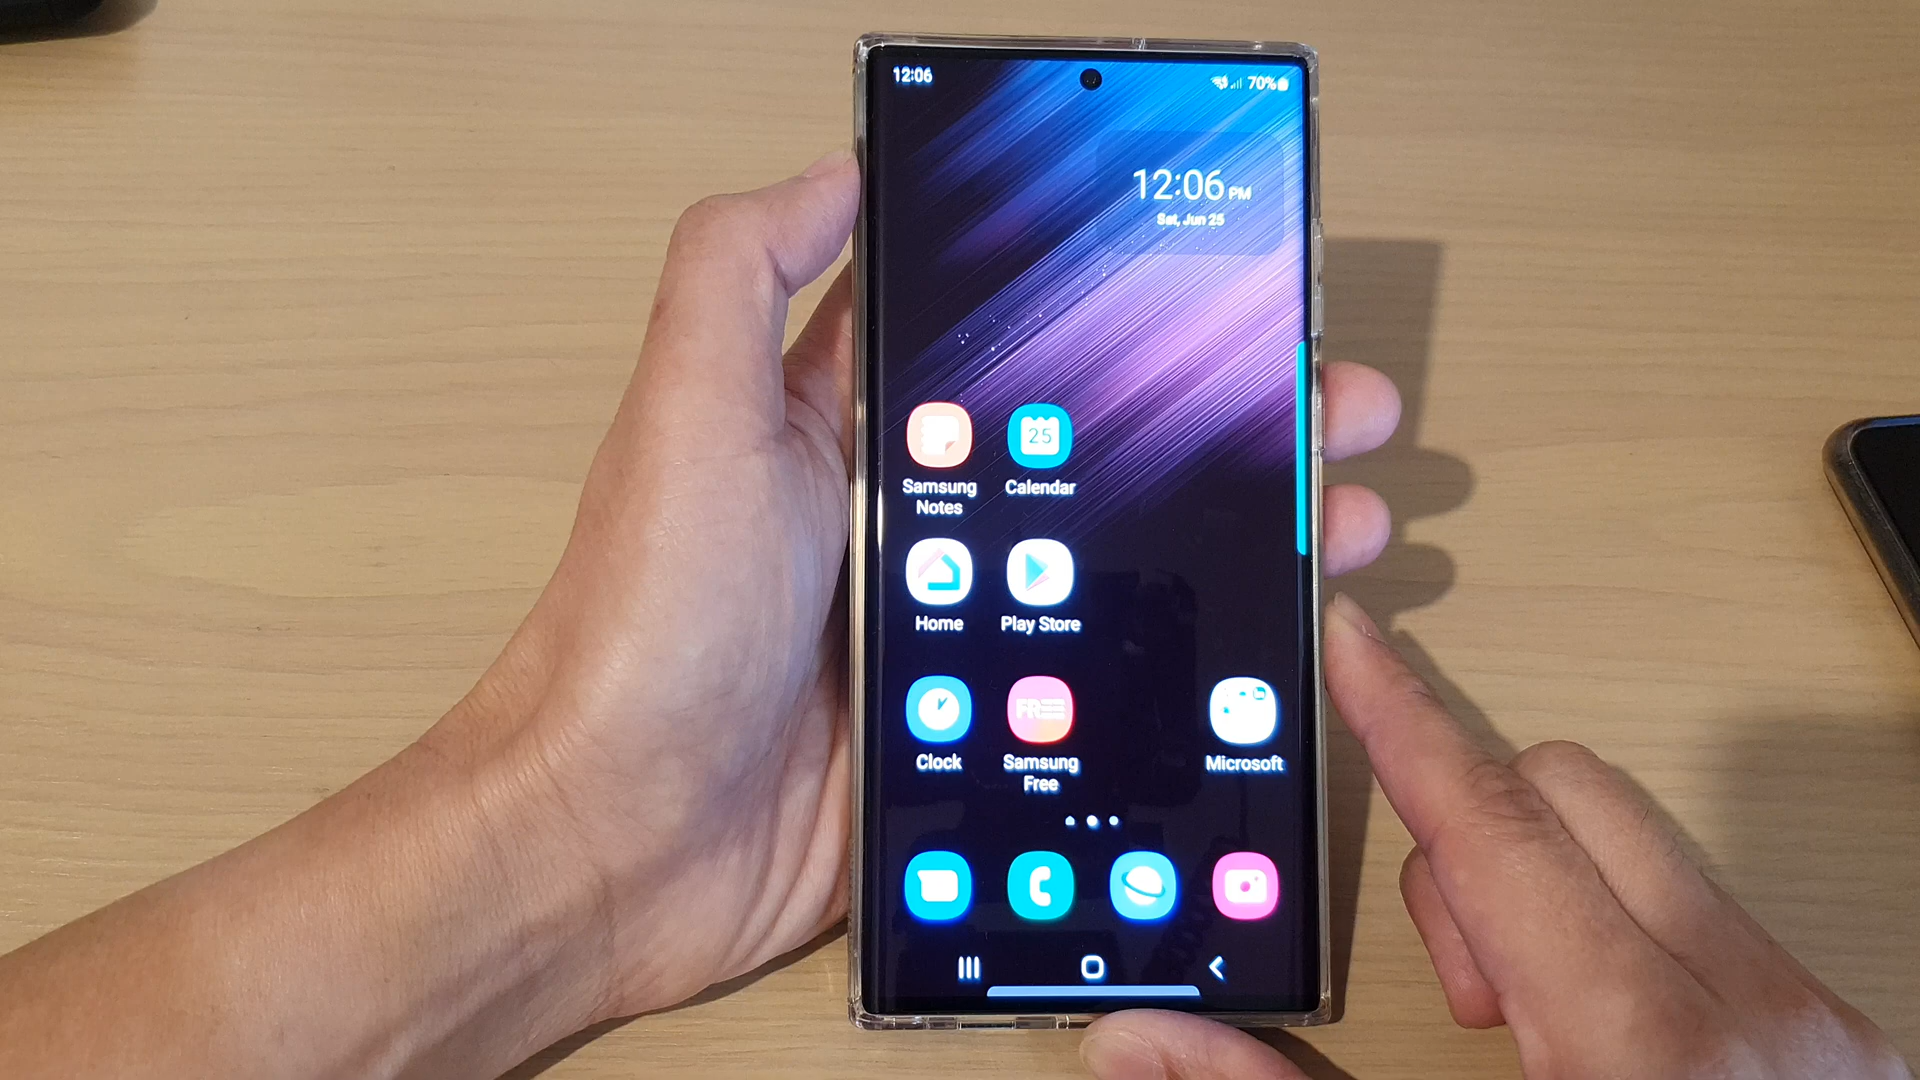 12:06
70%
12:06 PM
Sat, Jun 25
25
Samsung
Notes
Calendar
Home
Play Store
FREE
Clock
Samsung
Free
Microsoft